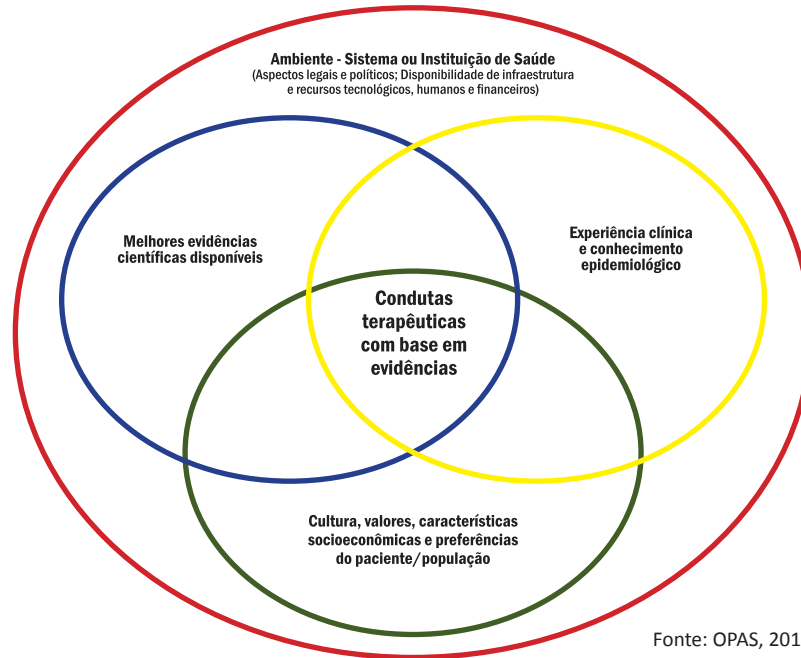 Ambiente - Sistema ou Instituição de Saúde
(Aspectos legais e políticos; Disponibilidade de infraestrutura
e recursos tecnológicos, humanos e financeiros)
Melhores evidências
científicas disponíveis
Experiência clínica
e conhecimento
epidemiológico
Condutas
terapêuticas
com base em
evidências
Cultura, valores, características
socioeconômicas e preferências
do paciente/população
Fonte: OPAS, 201